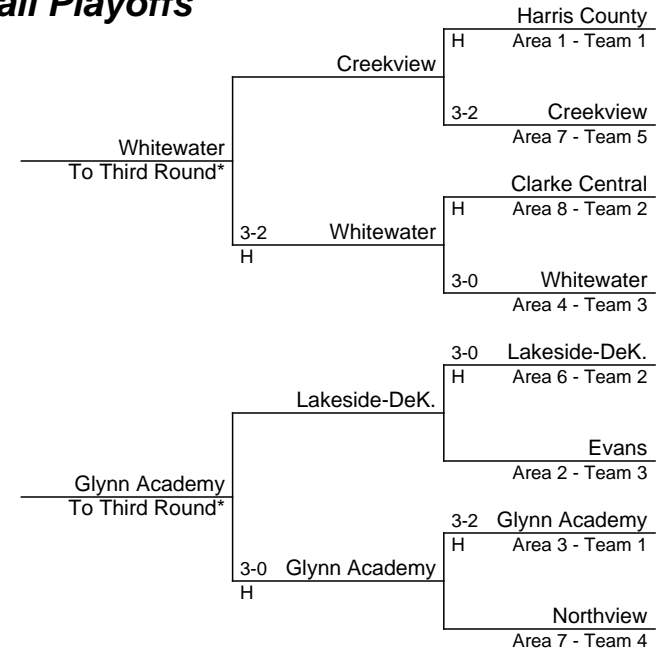 Playoffs
Harris County
H Area 1 - Team 1
Creekview
3-2 Creekview
Area 7 - Team 5
Whitewater
To Third Round*
Clarke Central
H Area 8 - Team 2
3-2 Whitewater
H
3-0 Whitewater
Area 4 - Team 3
3-0 Lakeside-DeK.
H Area 6 - Team 2
Lakeside-DeK.
Evans
Area 2 - Team 3
Glynn Academy
To Third Round*
3-2 Glynn Academy
H Area 3 - Team 1
3-0 Glynn Academy
H
Northview
Area 7 - Team 4